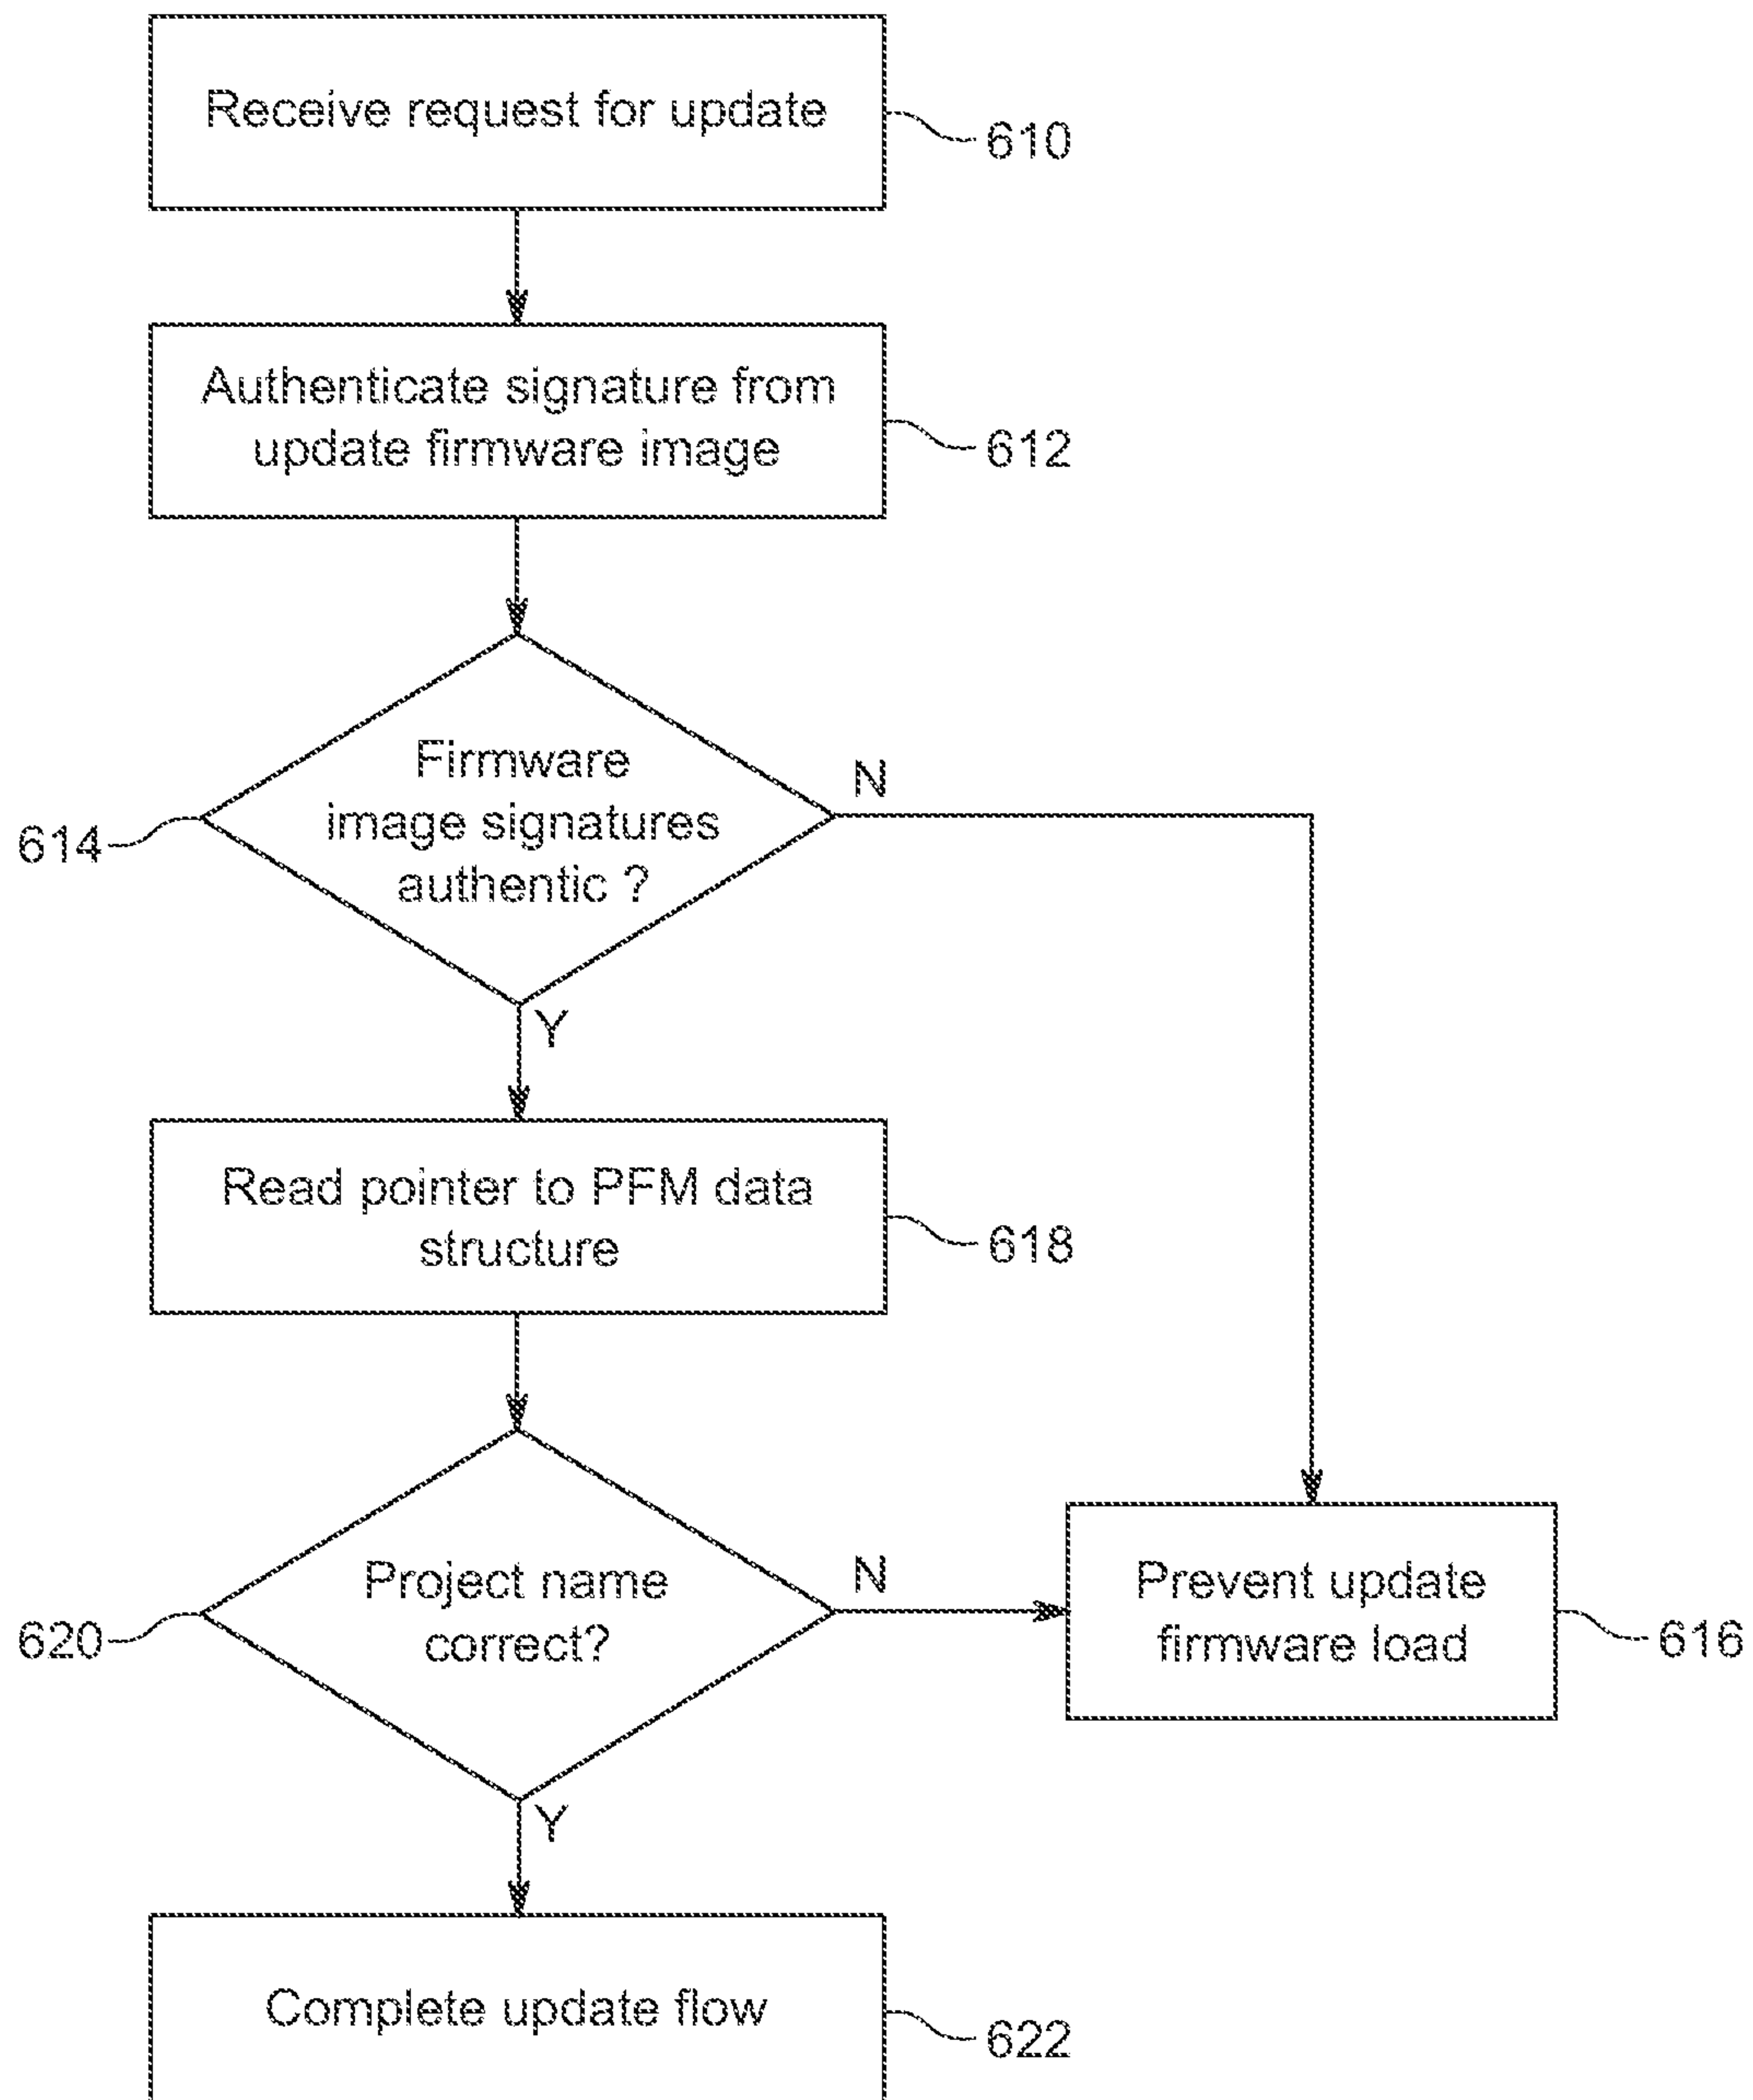 Receive request for update
610
Authenticate signature from
update firmware image
612
Firmware
image signatures
authentic ?
N
614
Y
Read pointer to PFM data
structure
618
Project name
correct?
N
620
Prevent update
firmware load
616
Y
Complete update flow
622